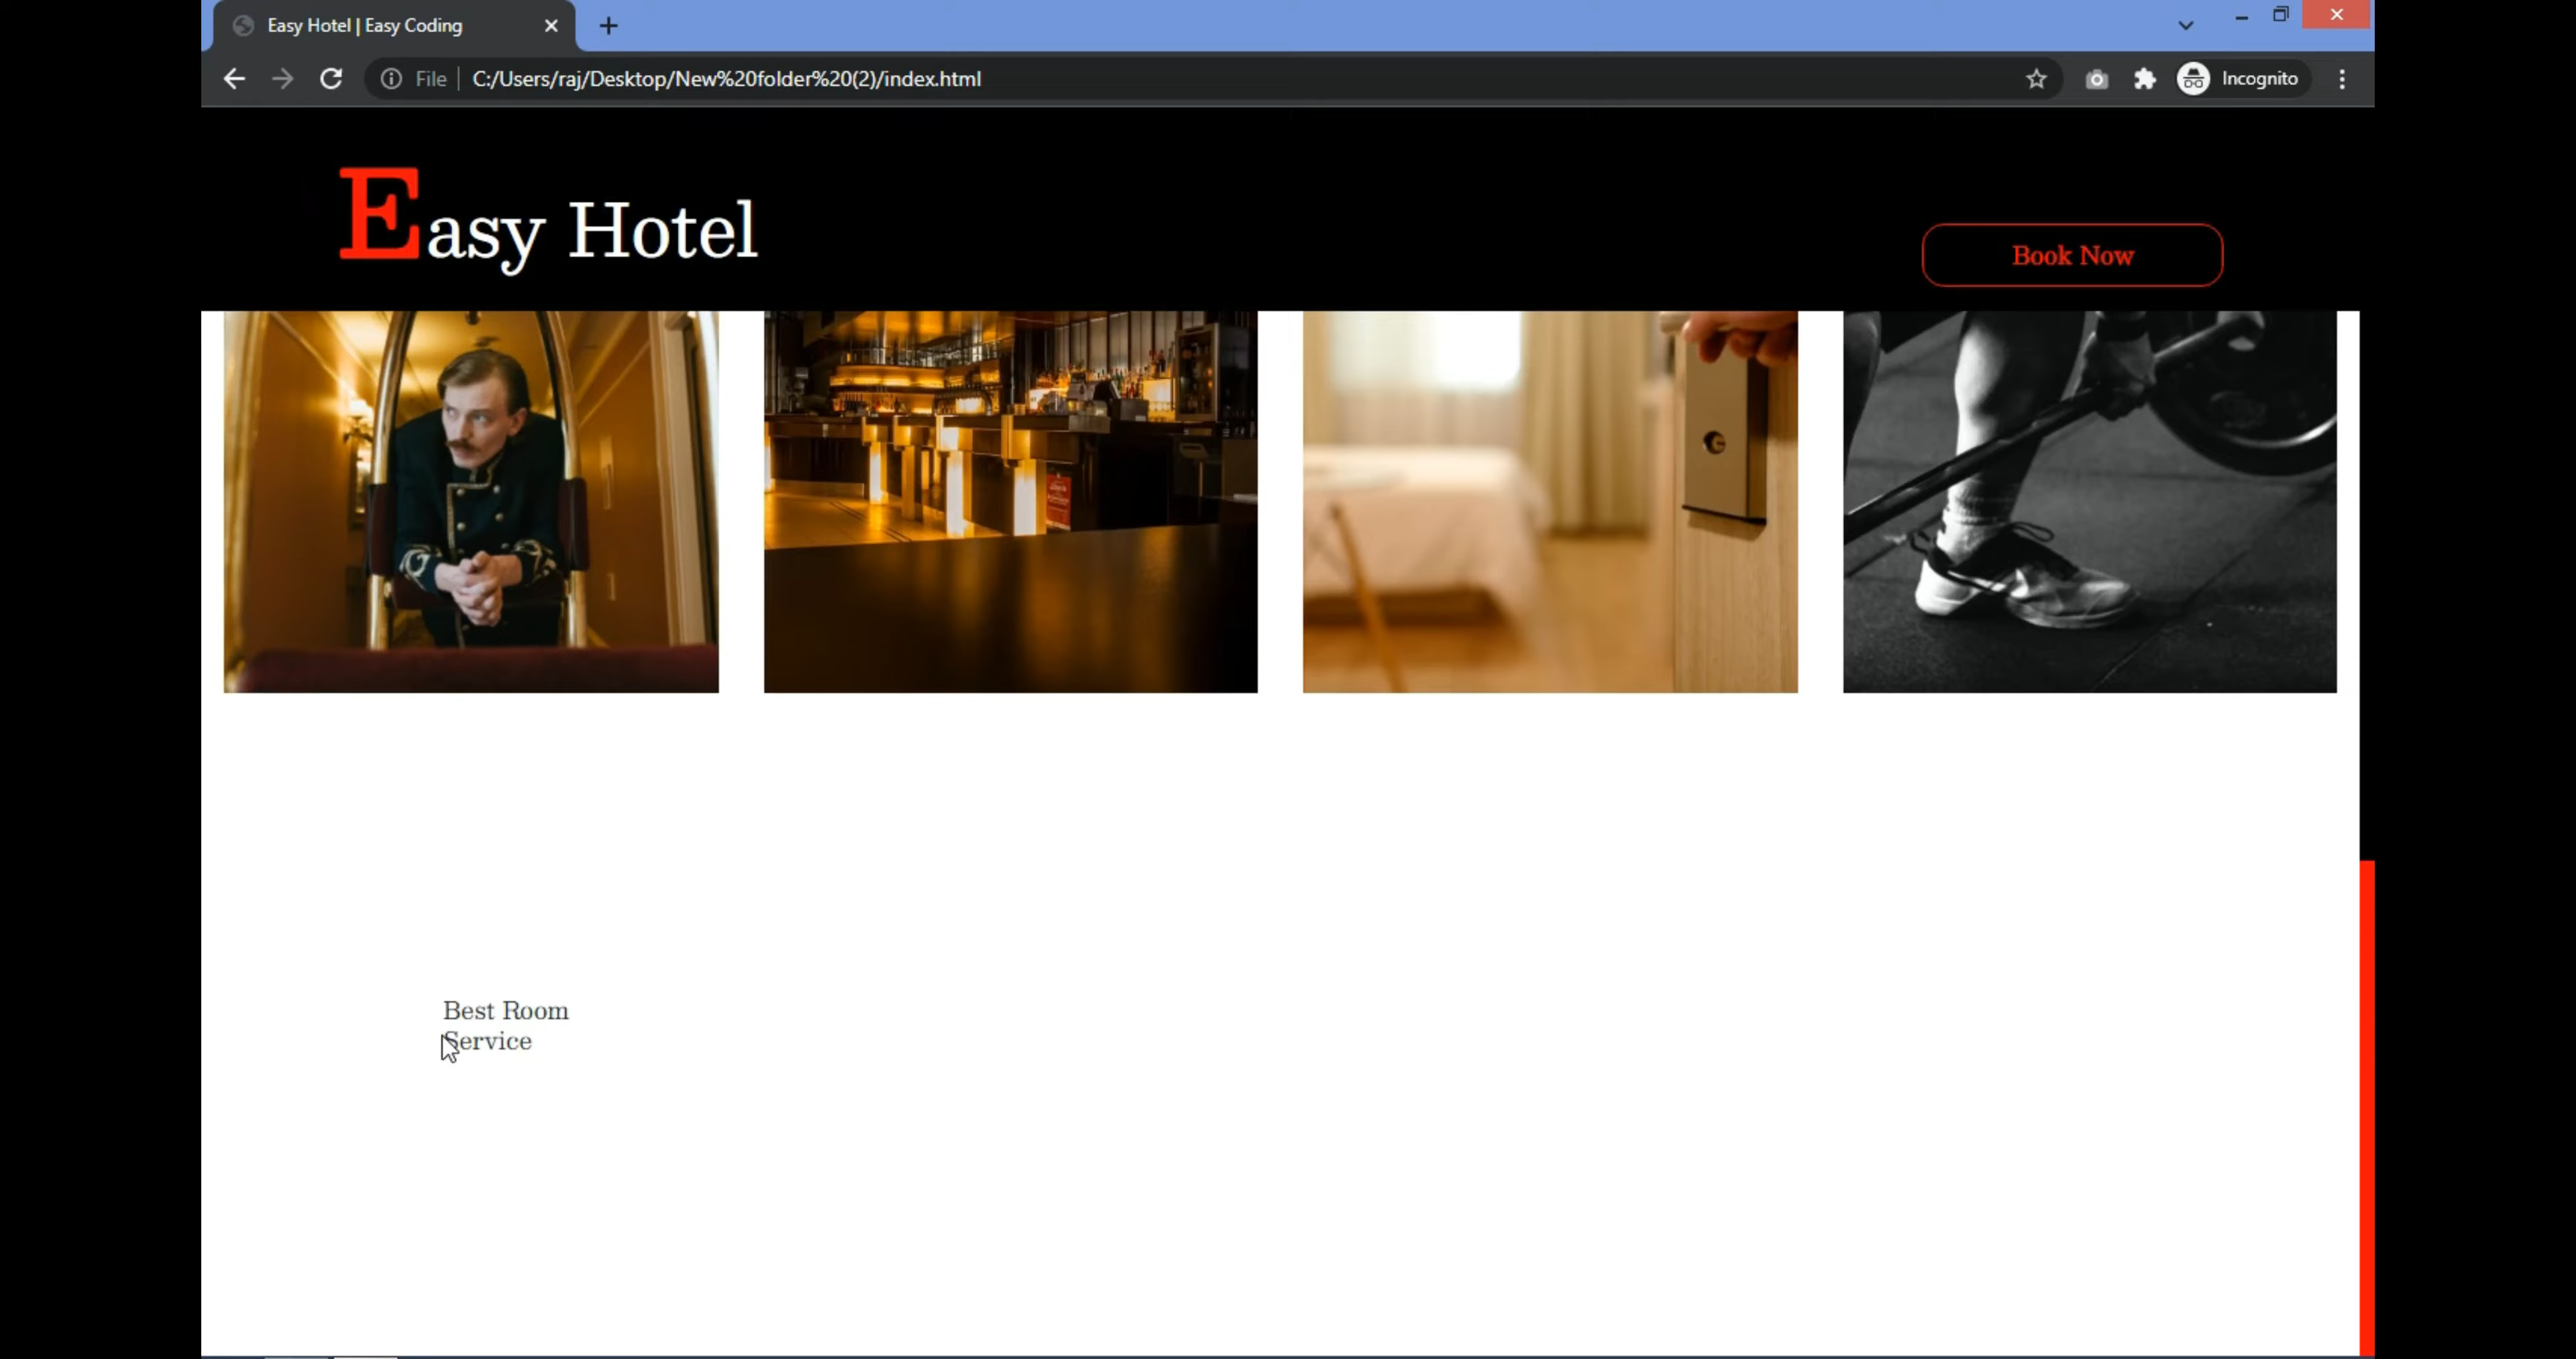 Easy Hotel | Easy Coding
File C:/Users/raj/Desktop/New%20folder%20(2)/index.html
Incognito
Easy Hotel
Book Now
Best Room
Service